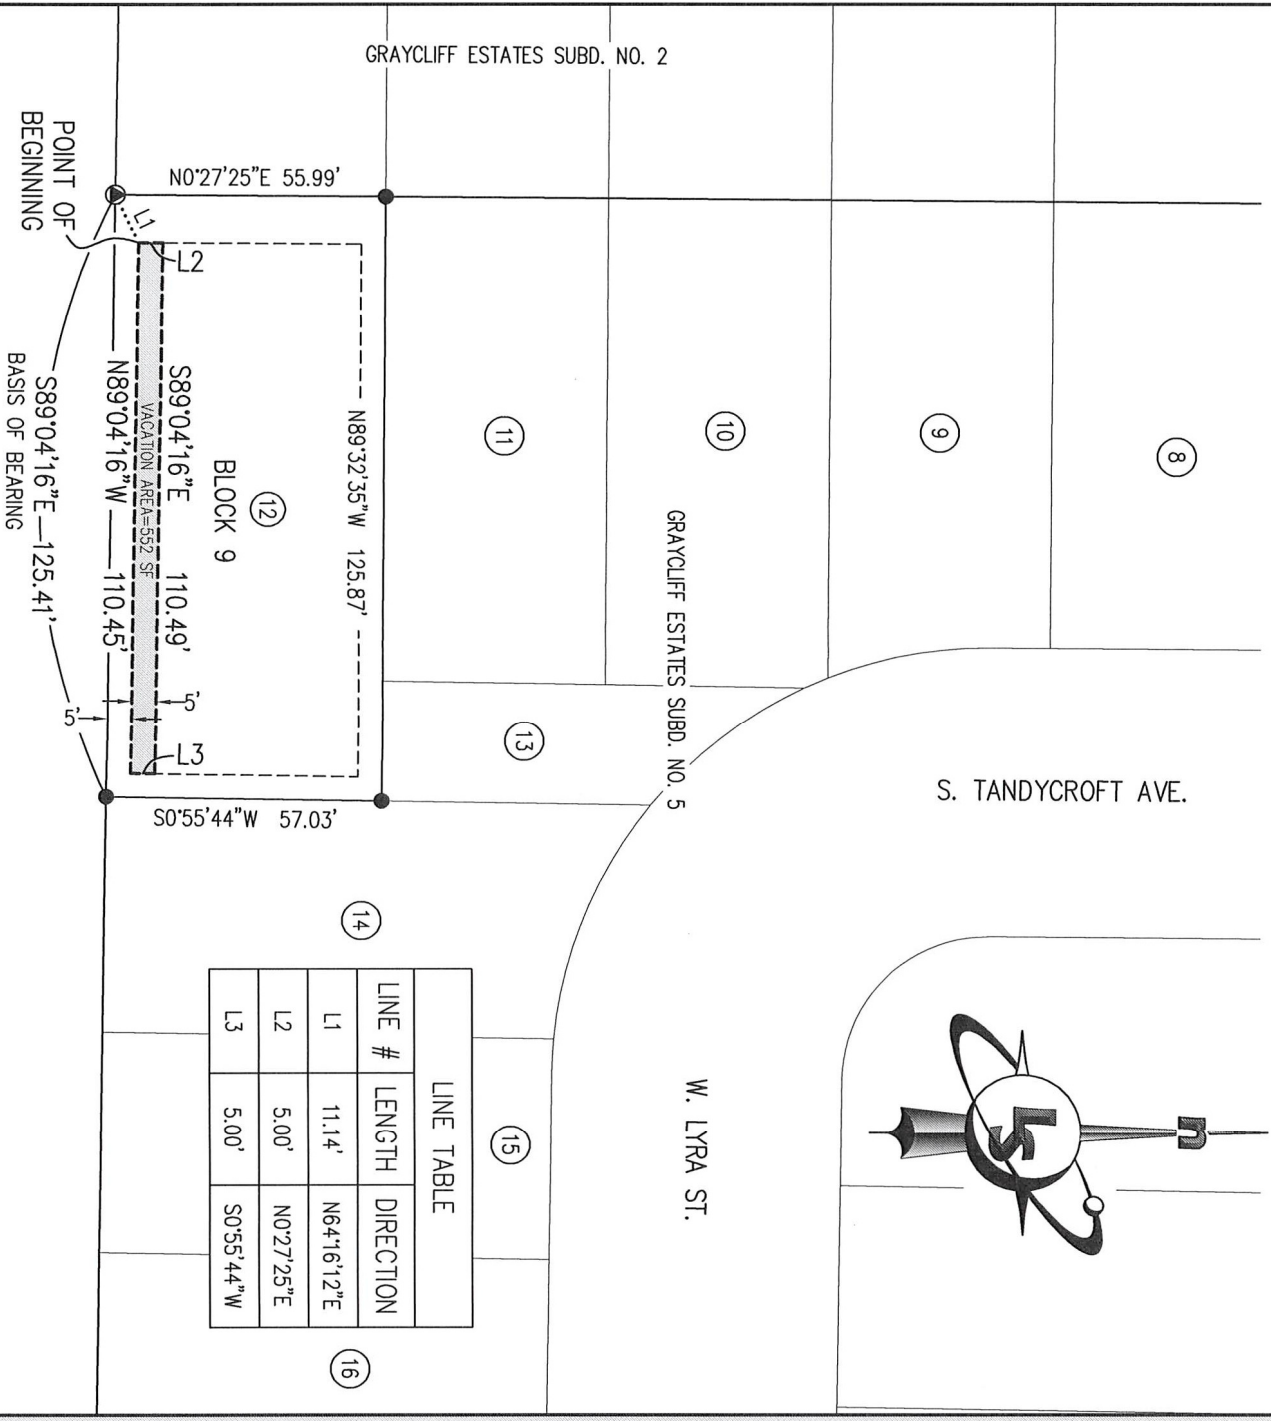 GRAYCLIFF ESTATES SUBD. NO. 2
N0°27'25"E 55.99'
POINT OF
BEGINNING
L1
L2
S89°04'16"E 110.49'
VACATION AREA=552 SF
N89°04'16"W 110.45'
S89°04'16"E 125.41'
BASIS OF BEARING
BLOCK 9
12
N89°32'35"W 125.87'
5'
5'
L3
S0°55'44"W 57.03'
11
10
9
8
13
GRAYCLIFF ESTATES SUBD. NO. 5
S. TANDYCROFT AVE.
W. LYRA ST.
14
15
16
LINE TABLE
LINE # LENGTH DIRECTION
L1 11.14' N64°16'12"E
L2 5.00' N0°27'25"E
L3 5.00' S0°55'44"W
n
LS